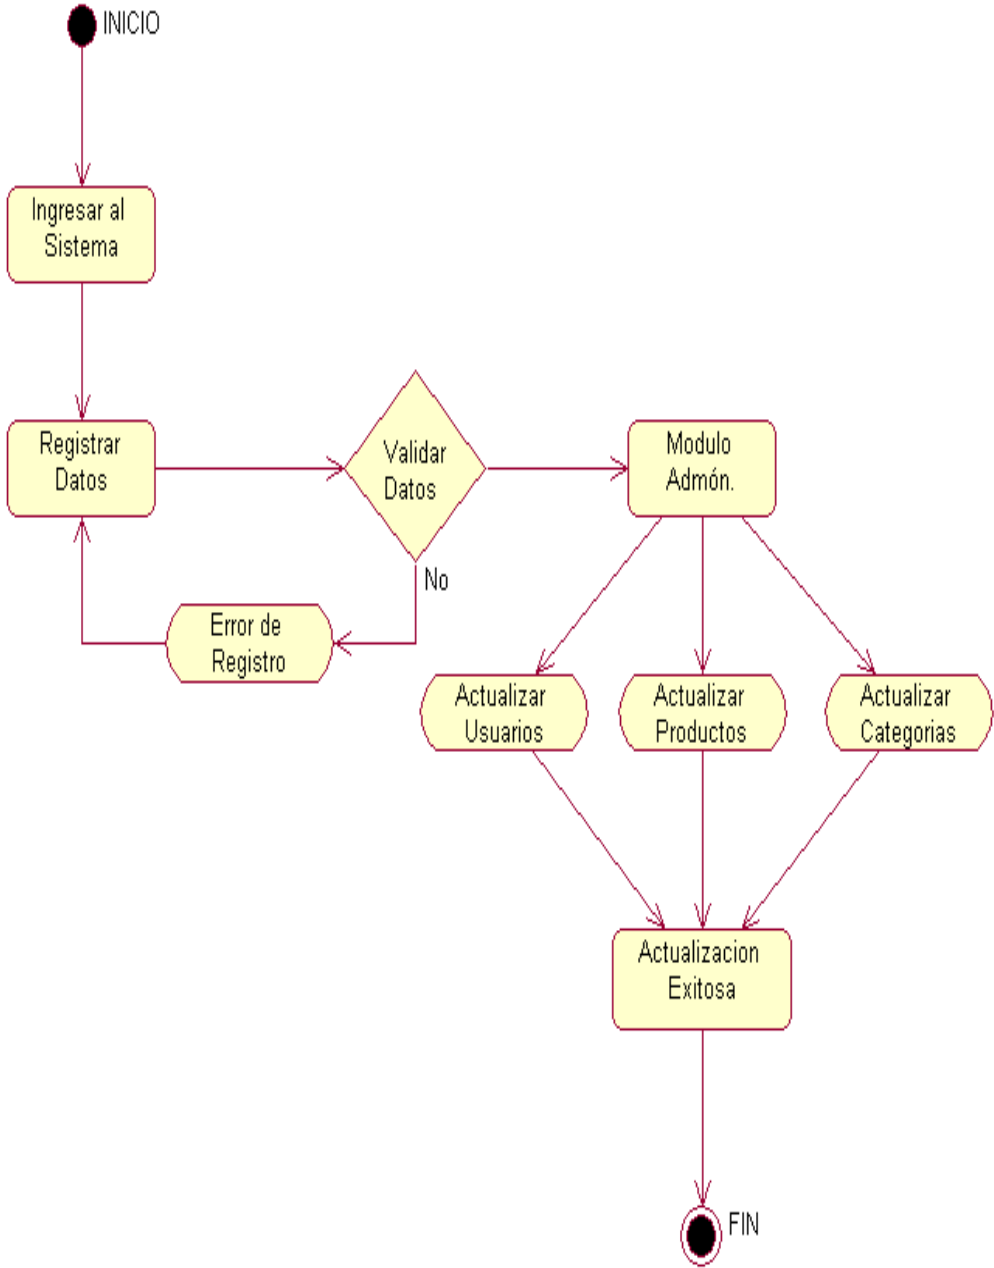 INICIO
Ingresar al
Sistema
Registrar
Datos
Validar
Datos
Modulo
Admón.
No
Error de
Registro
Actualizar
Usuarios
Actualizar
Productos
Actualizar
Categorias
Actualizacion
Exitosa
FIN